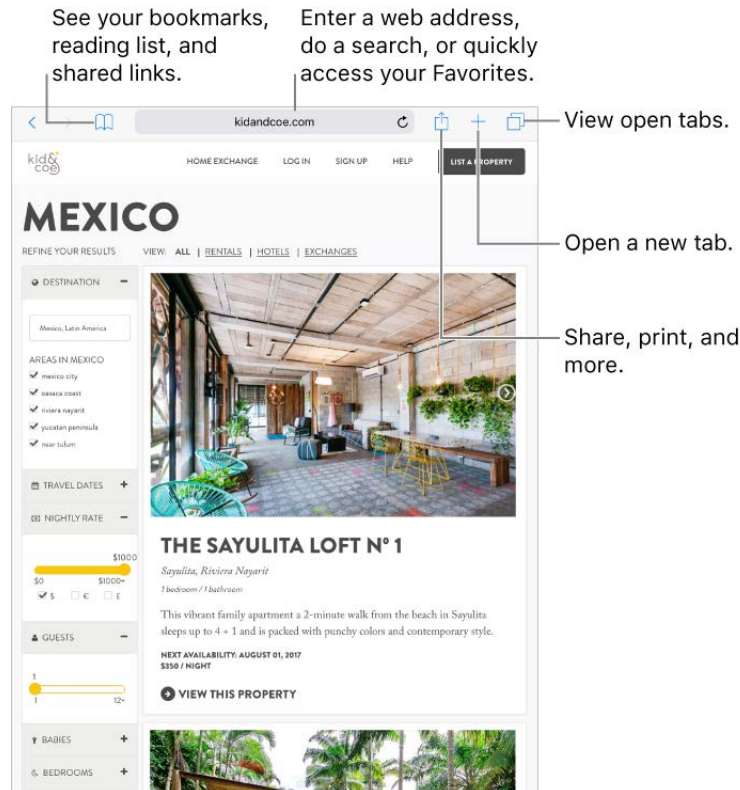 See your bookmarks,
reading list, and
shared links.
Enter a web address,
do a search, or quickly
access your Favorites.
kidandcoe.com
View open tabs.
kid&
coe
HOME EXCHANGE LOG IN SIGN UP HELP LIST A PROPERTY
MEXICO
Open a new tab.
REFINE YOUR RESULTS VIEW: ALL | RENTALS | HOTELS | EXCHANGES
DESTINATION
Mexico, Latin America
AREAS IN MEXICO
mexico city
oaxaca coast
riviera nayarit
yucatan peninsula
near tulum
Share, print, and
more.
TRAVEL DATES
NIGHTLY RATE
$1000
$0 $1000+
$ € £
GUESTS
1
1 12+
BABIES
BEDROOMS
THE SAYULITA LOFT Nº 1
Sayulita, Riviera Nayarit
1 bedroom / 1 bathroom
This vibrant family apartment a 2-minute walk from the beach in Sayulita
sleeps up to 4 + 1 and is packed with punchy colors and contemporary style.
NEXT AVAILABILITY: AUGUST 01, 2017
$350 / NIGHT
VIEW THIS PROPERTY